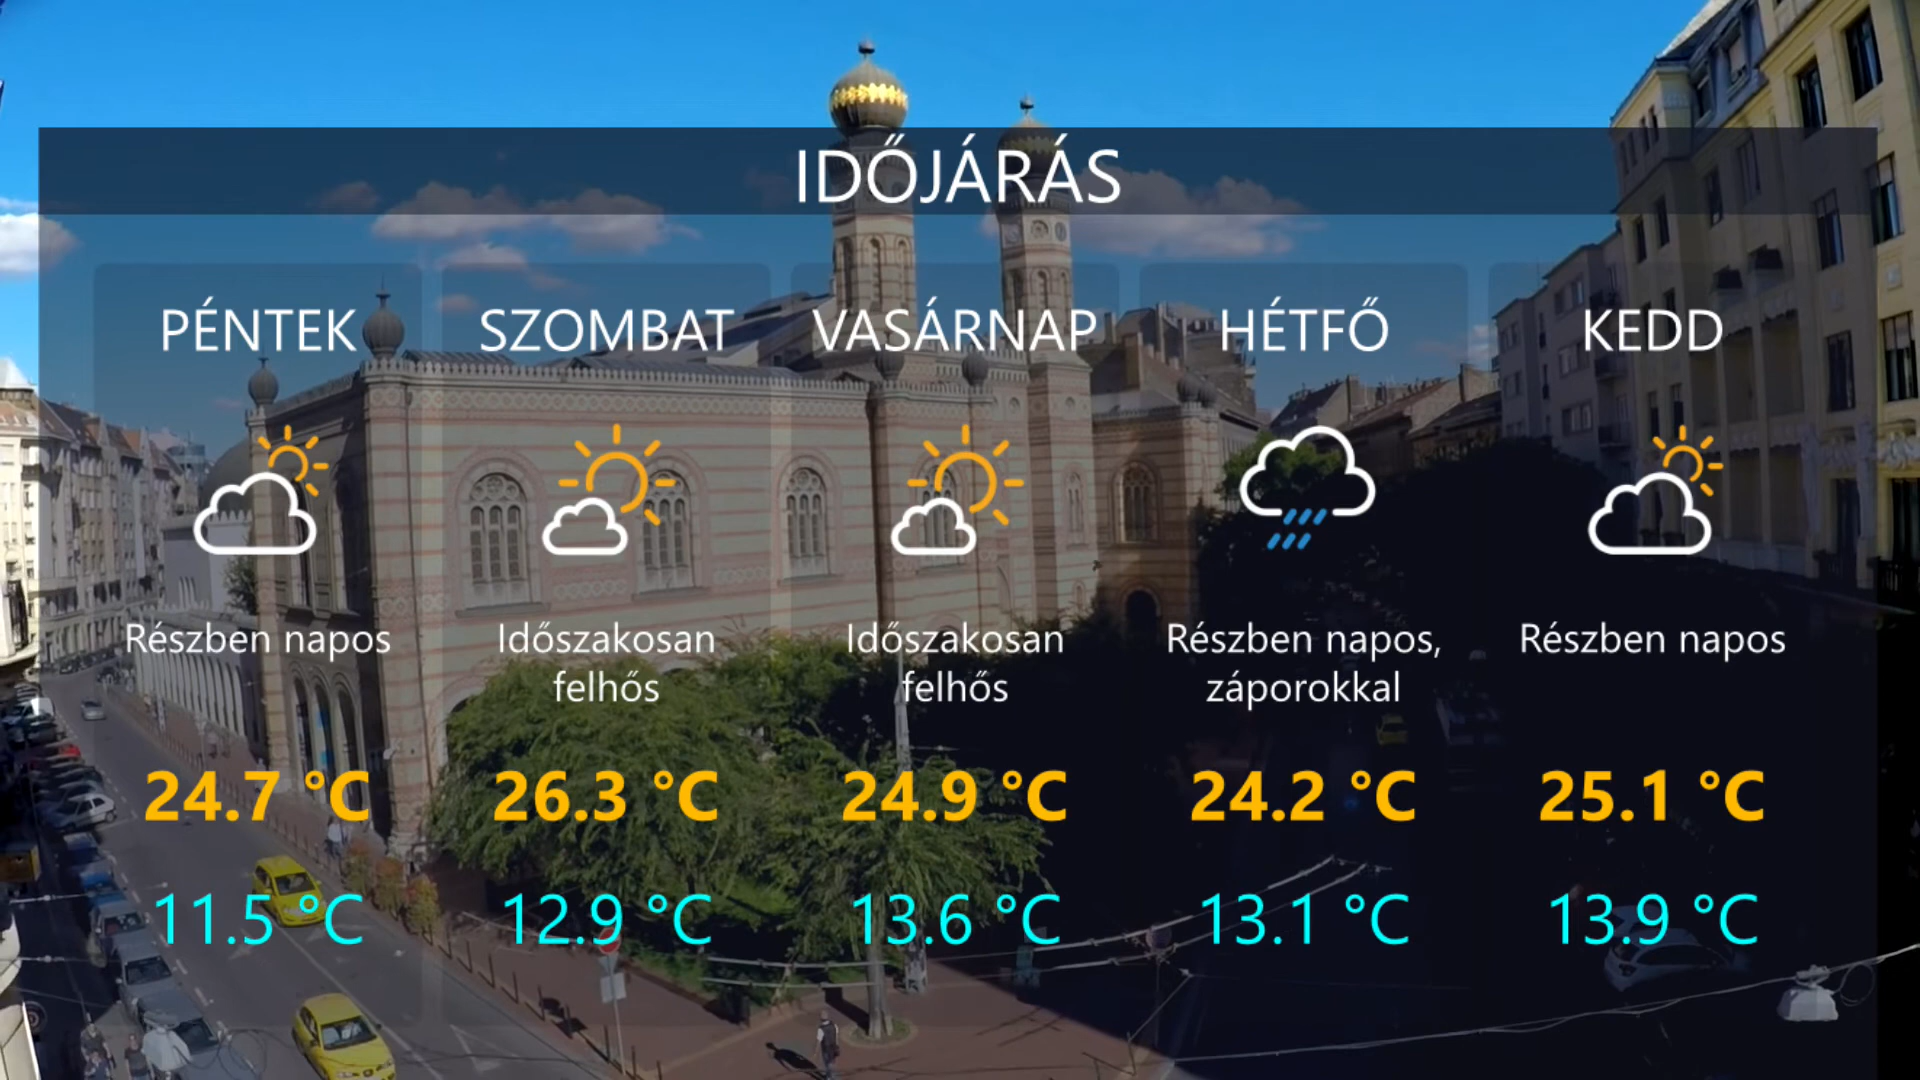 IDŐJÁRÁS
PÉNTEK
Részben napos
24.7 °C
11.5 °C
SZOMBAT
Időszakosan
felhős
26.3 °C
12.9 °C
VASÁRNAP
Időszakosan
felhős
24.9 °C
13.6 °C
HÉTFŐ
Részben napos,
záporokkal
24.2 °C
13.1 °C
KEDD
Részben napos
25.1 °C
13.9 °C